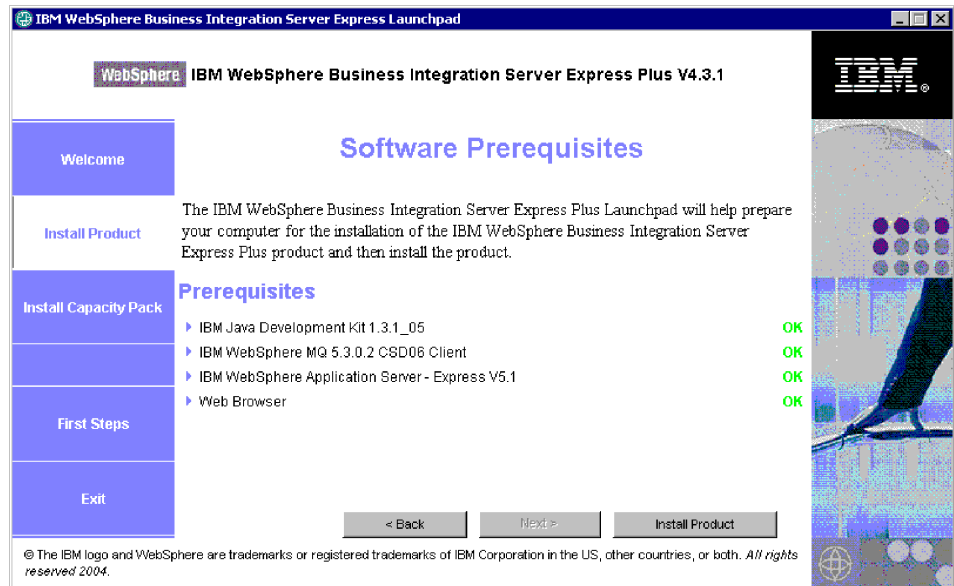 IBM WebSphere Business Integration Server Express Launchpad
WebSphere IBM WebSphere Business Integration Server Express Plus V4.3.1
IBM®
Welcome
Install Product
Install Capacity Pack
First Steps
Exit
Software Prerequisites
The IBM WebSphere Business Integration Server Express Plus Launchpad will help prepare
your computer for the installation of the IBM WebSphere Business Integration Server
Express Plus product and then install the product.
Prerequisites
IBM Java Development Kit 1.3.1_05 OK
IBM WebSphere MQ 5.3.0.2 CSD06 Client OK
IBM WebSphere Application Server - Express V5.1 OK
Web Browser OK
< Back Next > Install Product
© The IBM logo and WebSphere are trademarks or registered trademarks of IBM Corporation in the US, other countries, or both. All rights
reserved 2004.